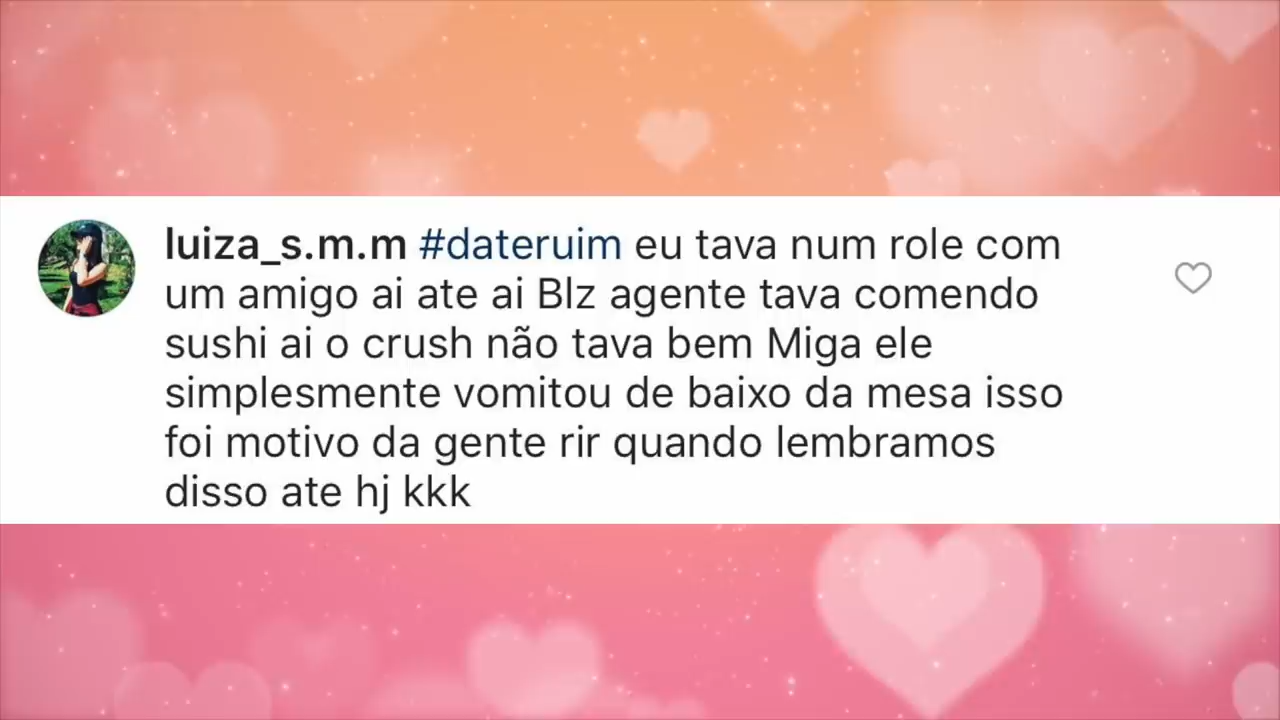 luiza_s.m.m #dateruim eu tava num role com
um amigo ai ate ai Blz agente tava comendo
sushi ai o crush não tava bem Miga ele
simplesmente vomitou de baixo da mesa isso
foi motivo da gente rir quando lembramos
disso ate hj kkk